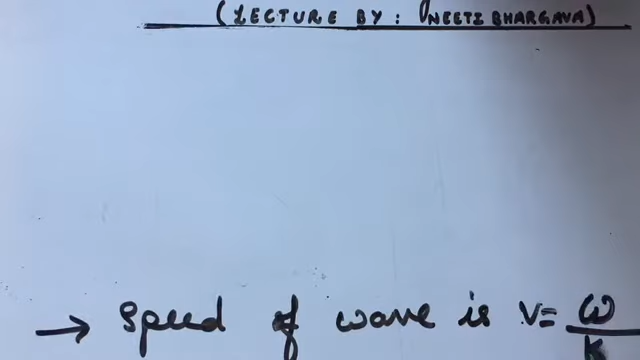 (LECTURE BY: BHARGAVA)
→ Speed of wave is V = ω/k